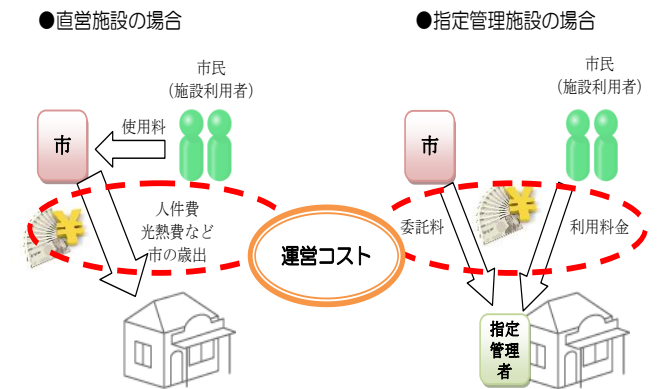 ●直営施設の場合
市民
(施設利用者)
市
使用料
人件費
光熱費など
市の歳出
運営コスト
●指定管理施設の場合
市民
(施設利用者)
市
委託料
利用料金
指定
管理
者